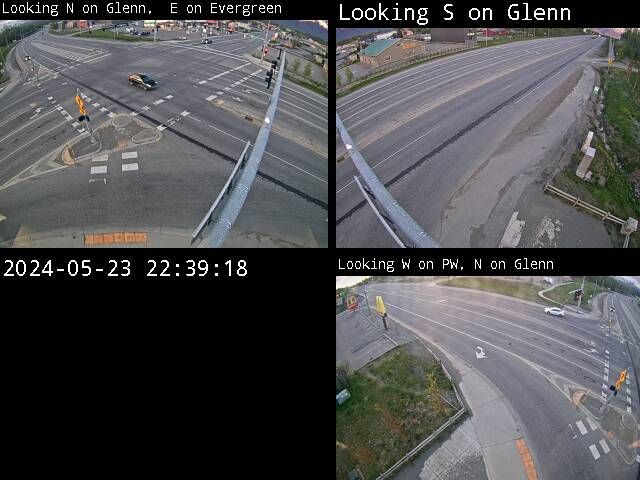 Looking N on Glenn,  E on Evergreen
Looking S on Glenn
2024-05-23 22:39:18
Looking W on PW, N on Glenn